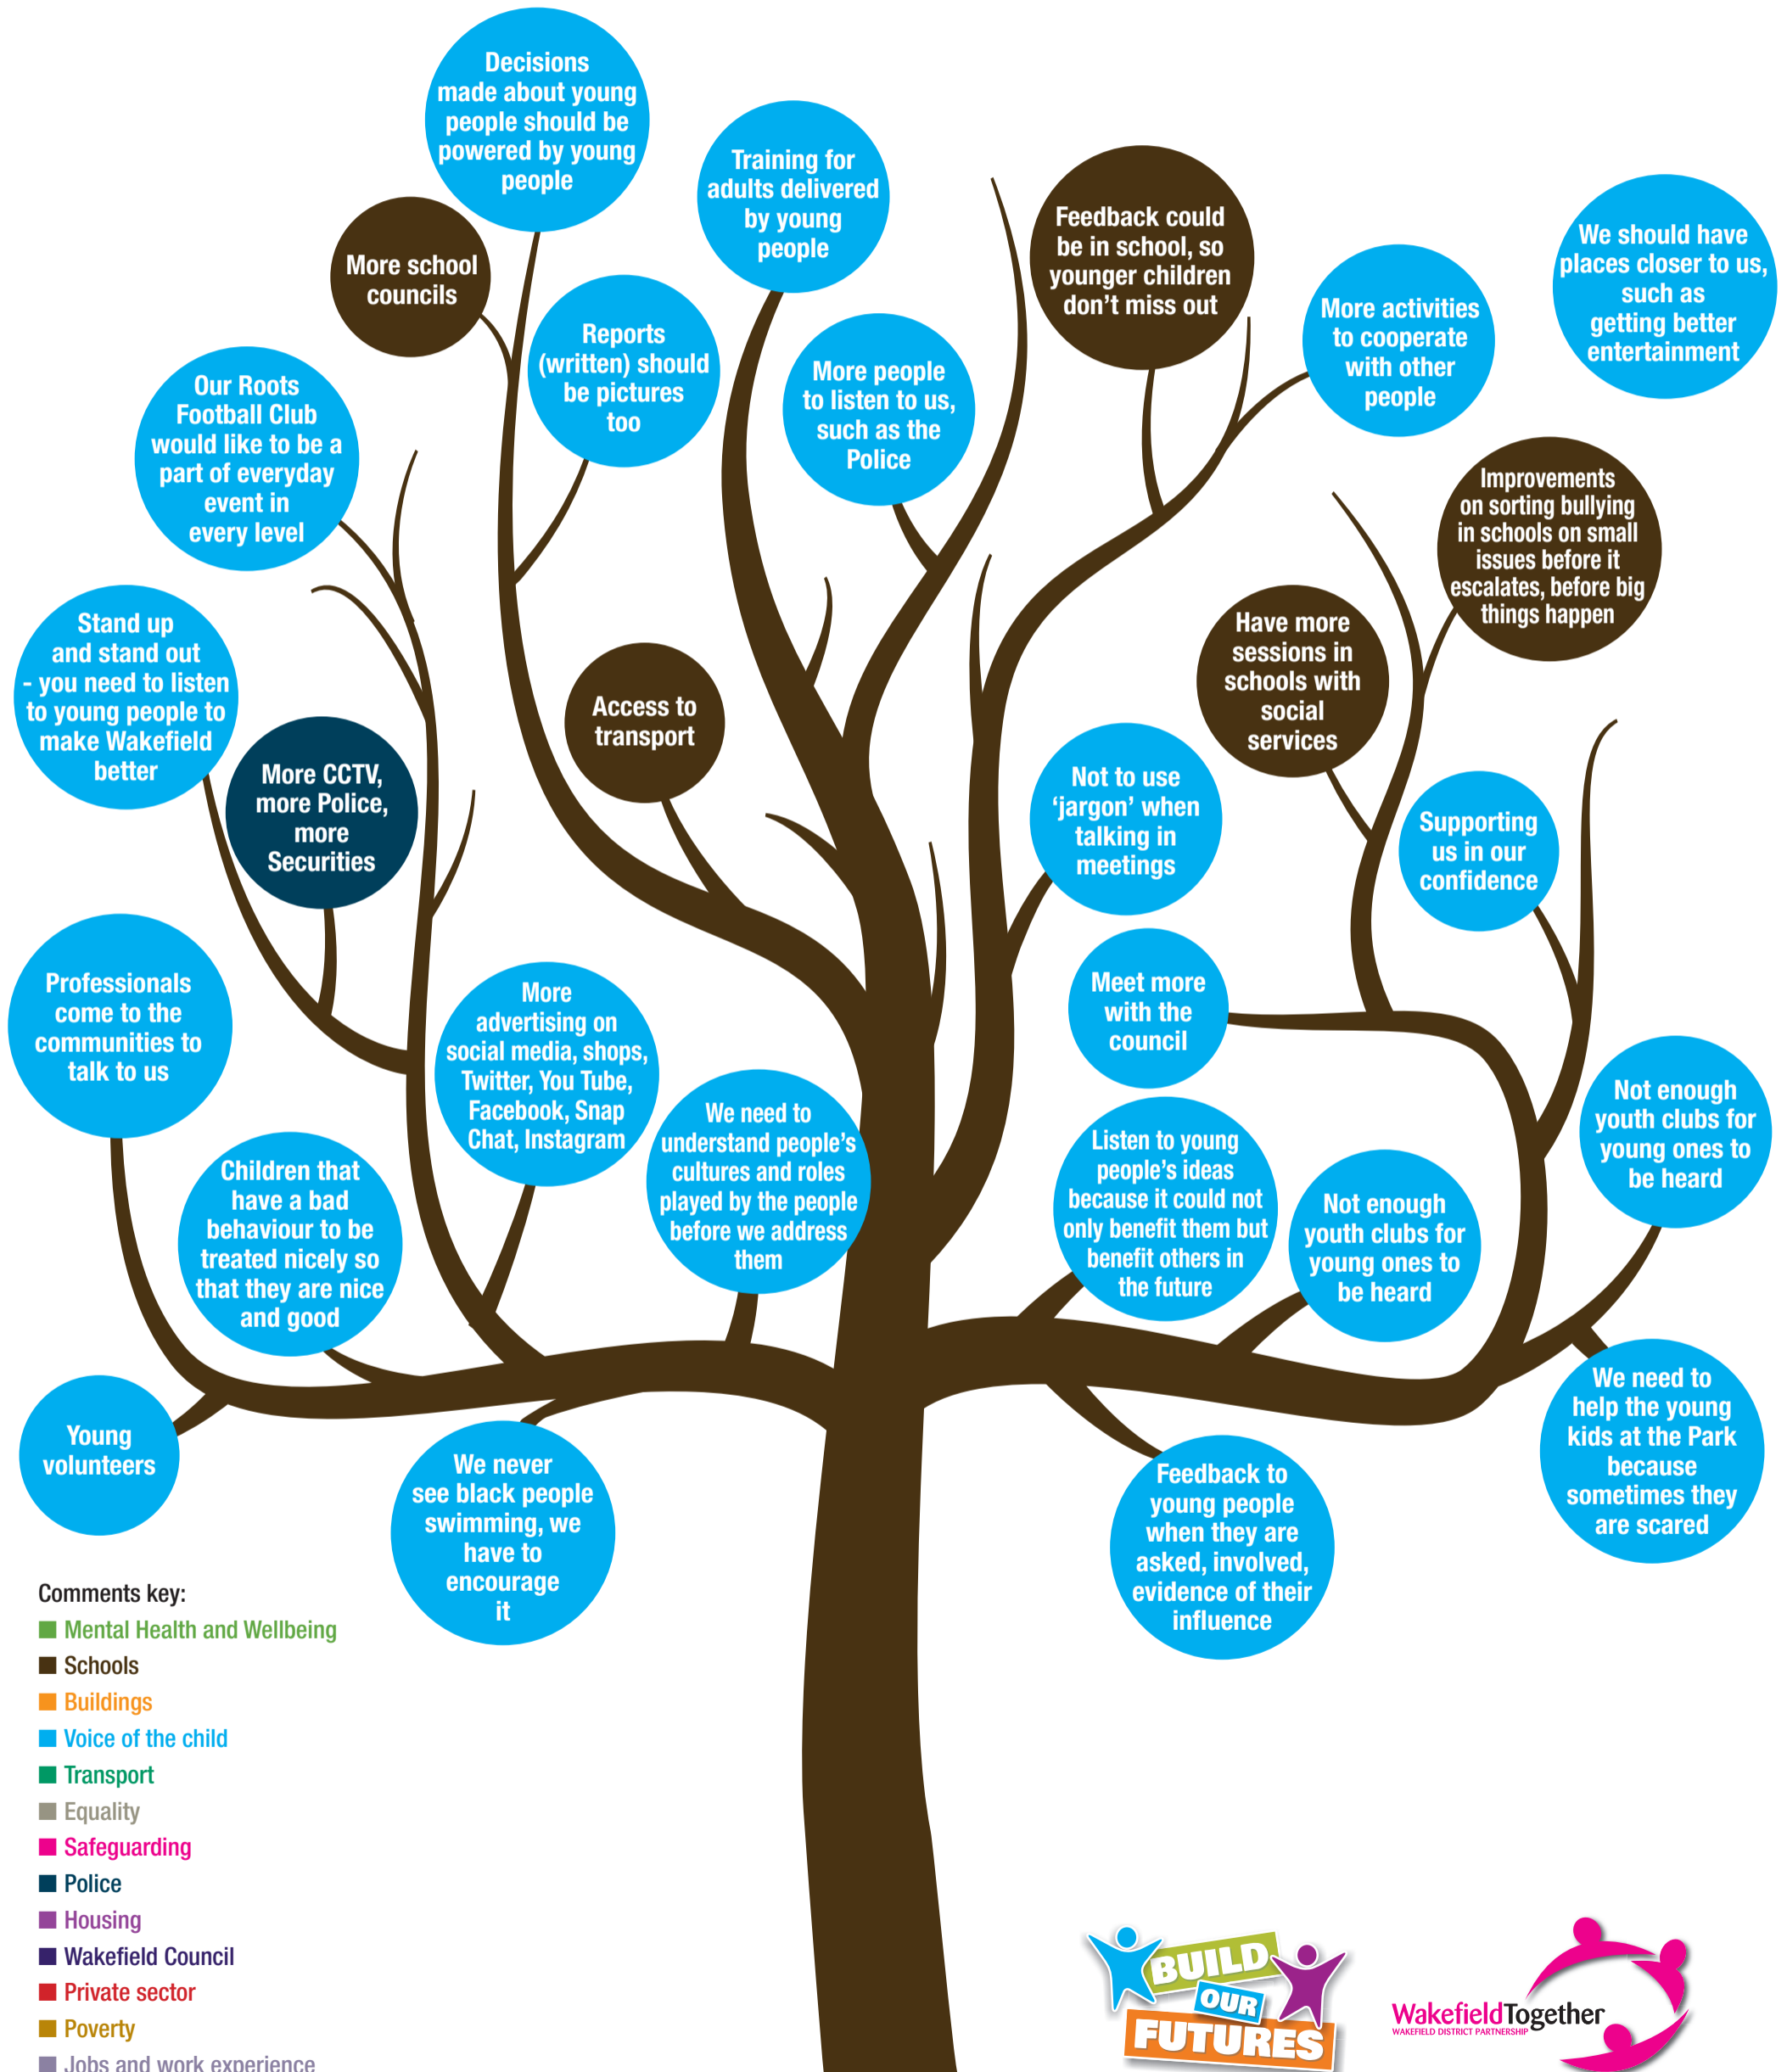 Decisions
made about young
people should be
powered by young
people
Training for
adults delivered
by young
people
More school
councils
Feedback could
be in school, so
younger children
don’t miss out
We should have
places closer to us,
such as
getting better
entertainment
More activities
to cooperate
with other
people
Reports
(written) should
be pictures
too
More people
to listen to us,
such as the
Police
Our Roots
Football Club
would like to be a
part of everyday
event in
every level
Improvements
on sorting bullying
in schools on small
issues before it
escalates, before big
things happen
Stand up
and stand out
- you need to listen
to young people to
make Wakefield
better
Have more
sessions in
schools with
social
services
Access to
transport
More CCTV,
more Police,
more
Securities
Not to use
‘jargon’ when
talking in
meetings
Supporting
us in our
confidence
Professionals
come to the
communities to
talk to us
More
advertising on
social media, shops,
Twitter, You Tube,
Facebook, Snap
Chat, Instagram
Meet more
with the
council
We need to
understand people’s
cultures and roles
played by the people
before we address
them
Listen to young
people’s ideas
because it could not
only benefit them but
benefit others in
the future
Not enough
youth clubs for
young ones to
be heard
Not enough
youth clubs for
young ones to
be heard
Children that
have a bad
behaviour to be
treated nicely so
that they are nice
and good
Young
volunteers
We never
see black people
swimming, we
have to
encourage
it
Feedback to
young people
when they are
asked, involved,
evidence of their
influence
We need to
help the young
kids at the Park
because
sometimes they
are scared
Comments key:
Mental Health and Wellbeing
Schools
Buildings
Voice of the child
Transport
Equality
Safeguarding
Police
Housing
Wakefield Council
Private sector
Poverty
Jobs and work experience
BUILD
OUR
FUTURES
WakefieldTogether
WAKEFIELD DISTRICT PARTNERSHIP